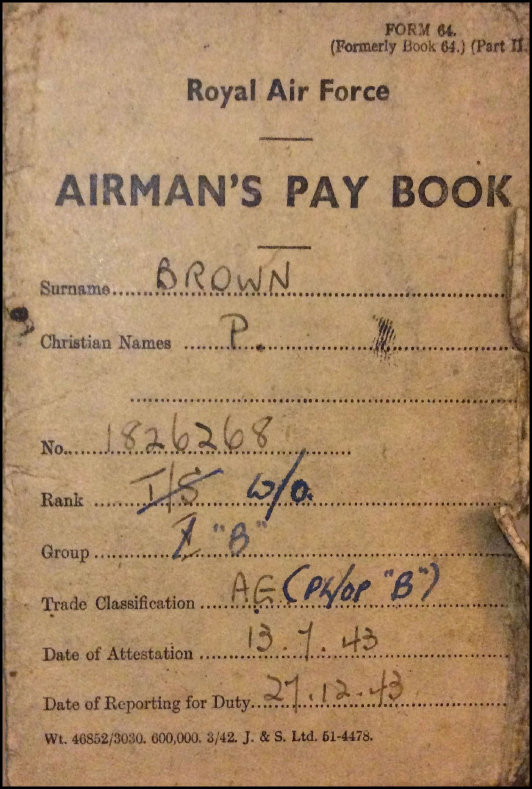 FORM 64.
(Formerly Book 64.) (Part II.
Royal Air Force
AIRMAN'S PAY BOOK
Surname BROWN
Christian Names P.
No. 1826268
Rank T/S W/O.
Group "B"
Trade Classification AG (PH/OP "B")
Date of Attestation 13.7.43
Date of Reporting for Duty 27.12.43
Wt. 46852/3030. 600,000. 3/42. J. & S. Ltd. 51-4478.